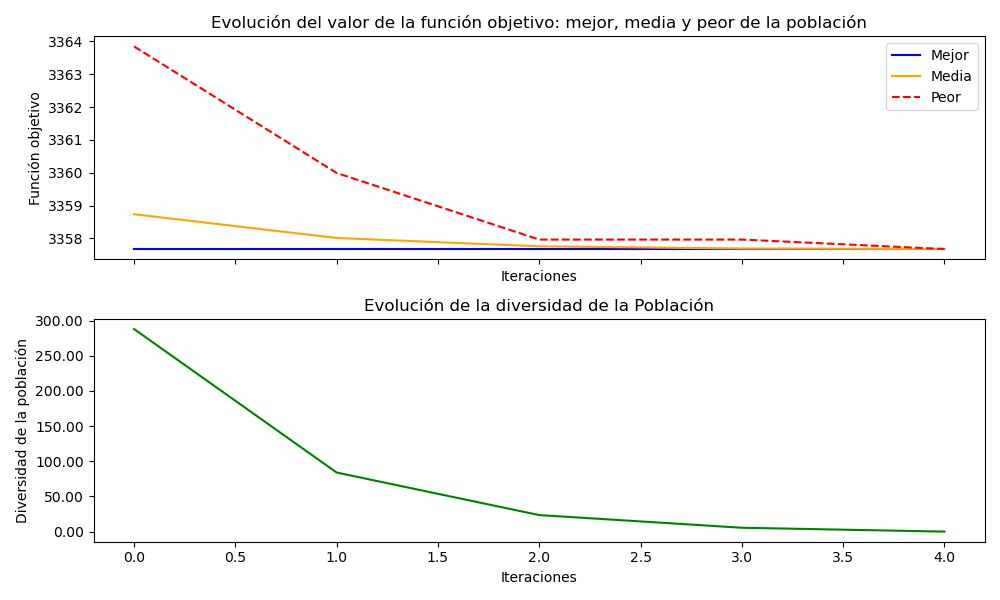 Evolución del valor de la función objetivo: mejor, media y peor de la población
3364
3363
3362
3361
3360
3359
3358
Función objetivo
Mejor
Media
Peor
Iteraciones
Evolución de la diversidad de la Población
300.00
250.00
200.00
150.00
100.00
50.00
0.00
Diversidad de la población
0.0 0.5 1.0 1.5 2.0 2.5 3.0 3.5 4.0
Iteraciones